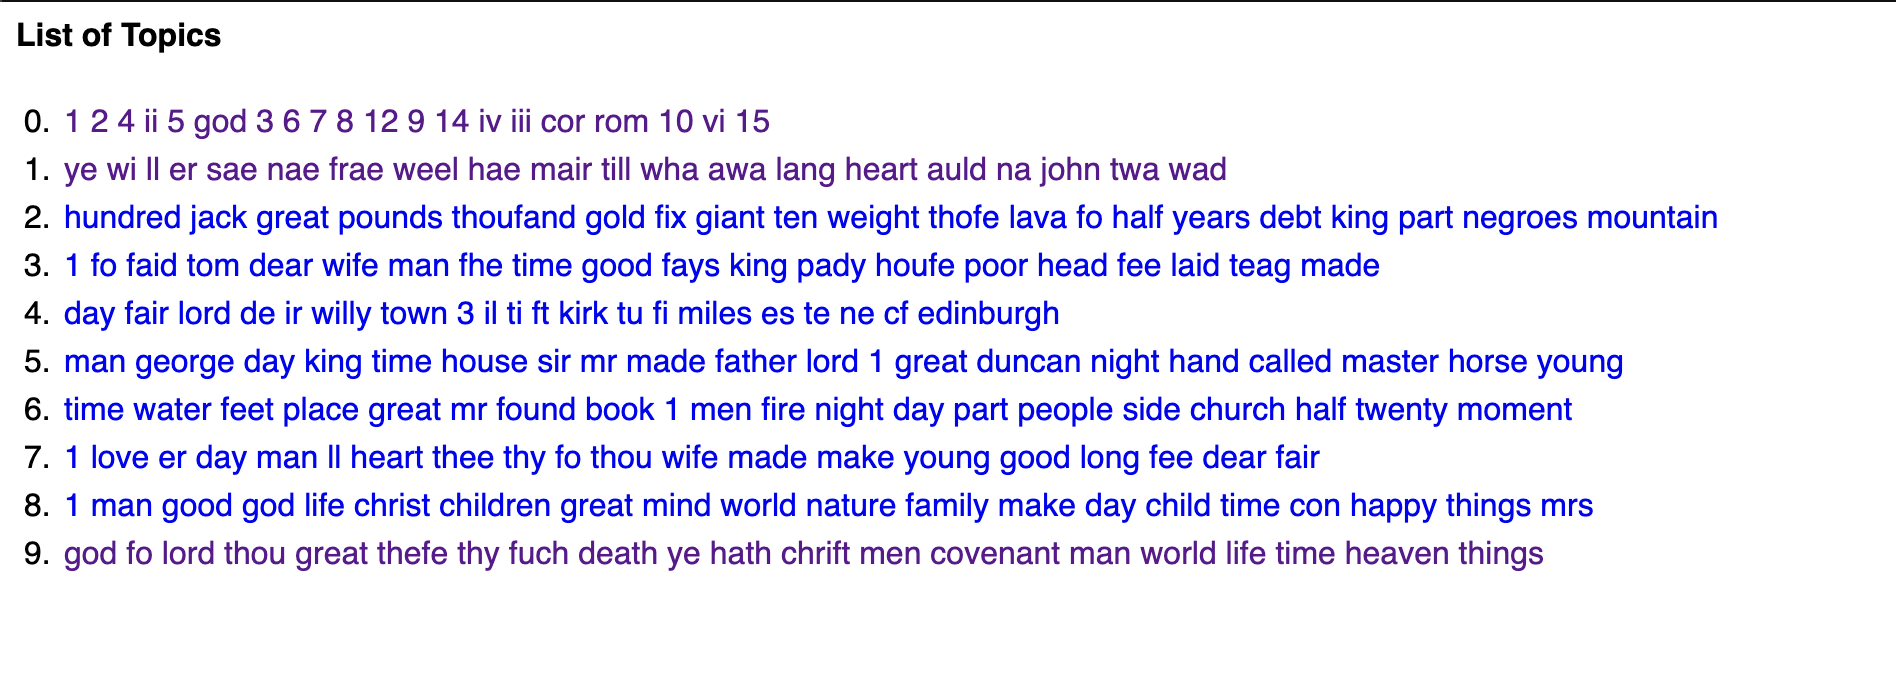 List of Topics
0. 1 2 4 ii 5 god 3 6 7 8 12 9 14 iv iii cor rom 10 vi 15
1. ye wi ll er sae nae frae weel hae mair till wha awa lang heart auld na john twa wad
2. hundred jack great pounds thoufand gold fix giant ten weight thofe lava fo half years debt king part negroes mountain
3. 1 fo faid tom dear wife man fhe time good fays king pady houfe poor head fee laid teag made
4. day fair lord de ir willy town 3 il ti ft kirk tu fi miles es te ne cf edinburgh
5. man george day king time house sir mr made father lord 1 great duncan night hand called master horse young
6. time water feet place great mr found book 1 men fire night day part people side church half twenty moment
7. 1 love er day man ll heart thee thy fo thou wife made make young good long fee dear fair
8. 1 man good god life christ children great mind world nature family make day child time con happy things mrs
9. god fo lord thou great thefe thy fuch death ye hath chrift men covenant man world life time heaven things